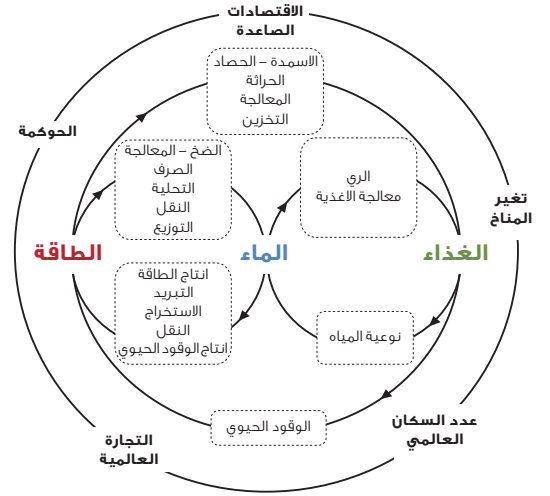 الاقتصادات
الصاعدة
الاسمدة – الحصاد
الحراثة
المعالجة
التخزين
الحوكمة
الضخ – المعالجة
الصرف
التحلية
النقل
التوزيع
الري
معالجة الاغذية
تغير
المناخ
الغذاء
الماء
الطاقة
انتاج الطاقة
التبريد
الاستخراج
النقل
انتاج الوقود الحيوي
نوعية المياه
الوقود الحيوي
عدد السكان
العالمي
التجارة
العالمية